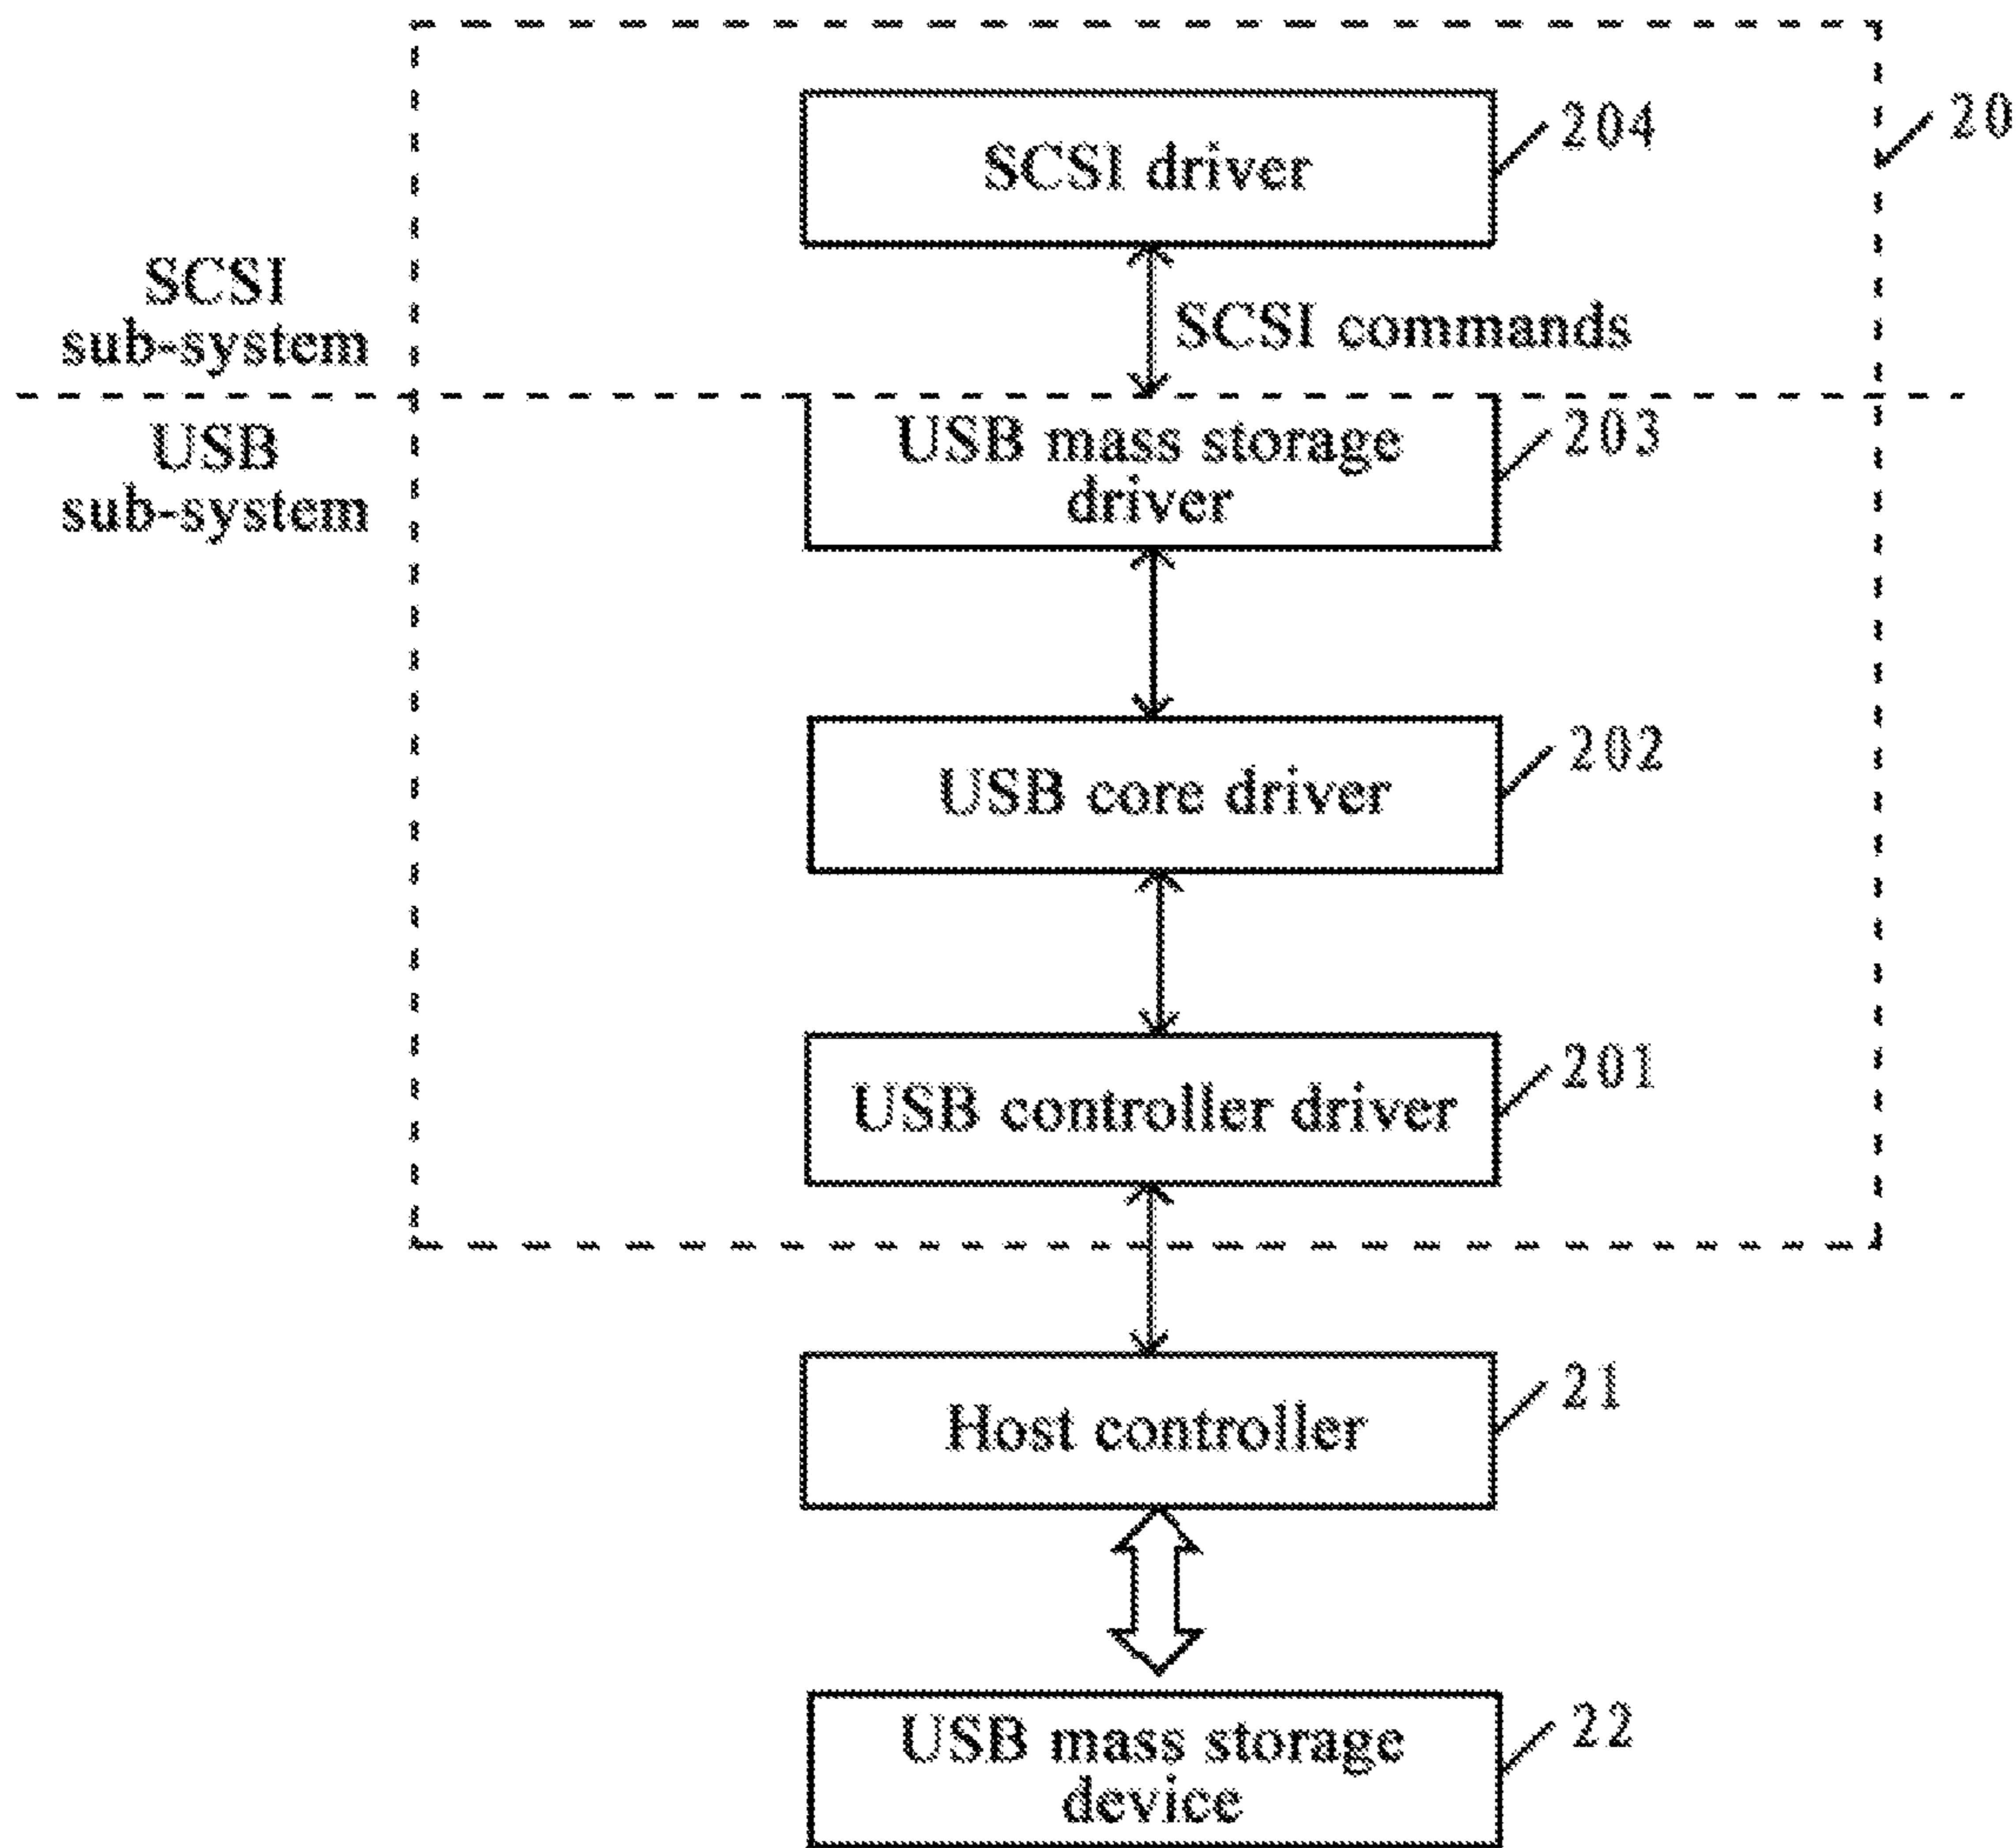 204
20
SCSI driver
SCSI
sub-system
SCSI commands
USB
sub-system
203
USB mass storage
driver
202
USB core driver
201
USB controller driver
21
Host controller
22
USB mass storage
device